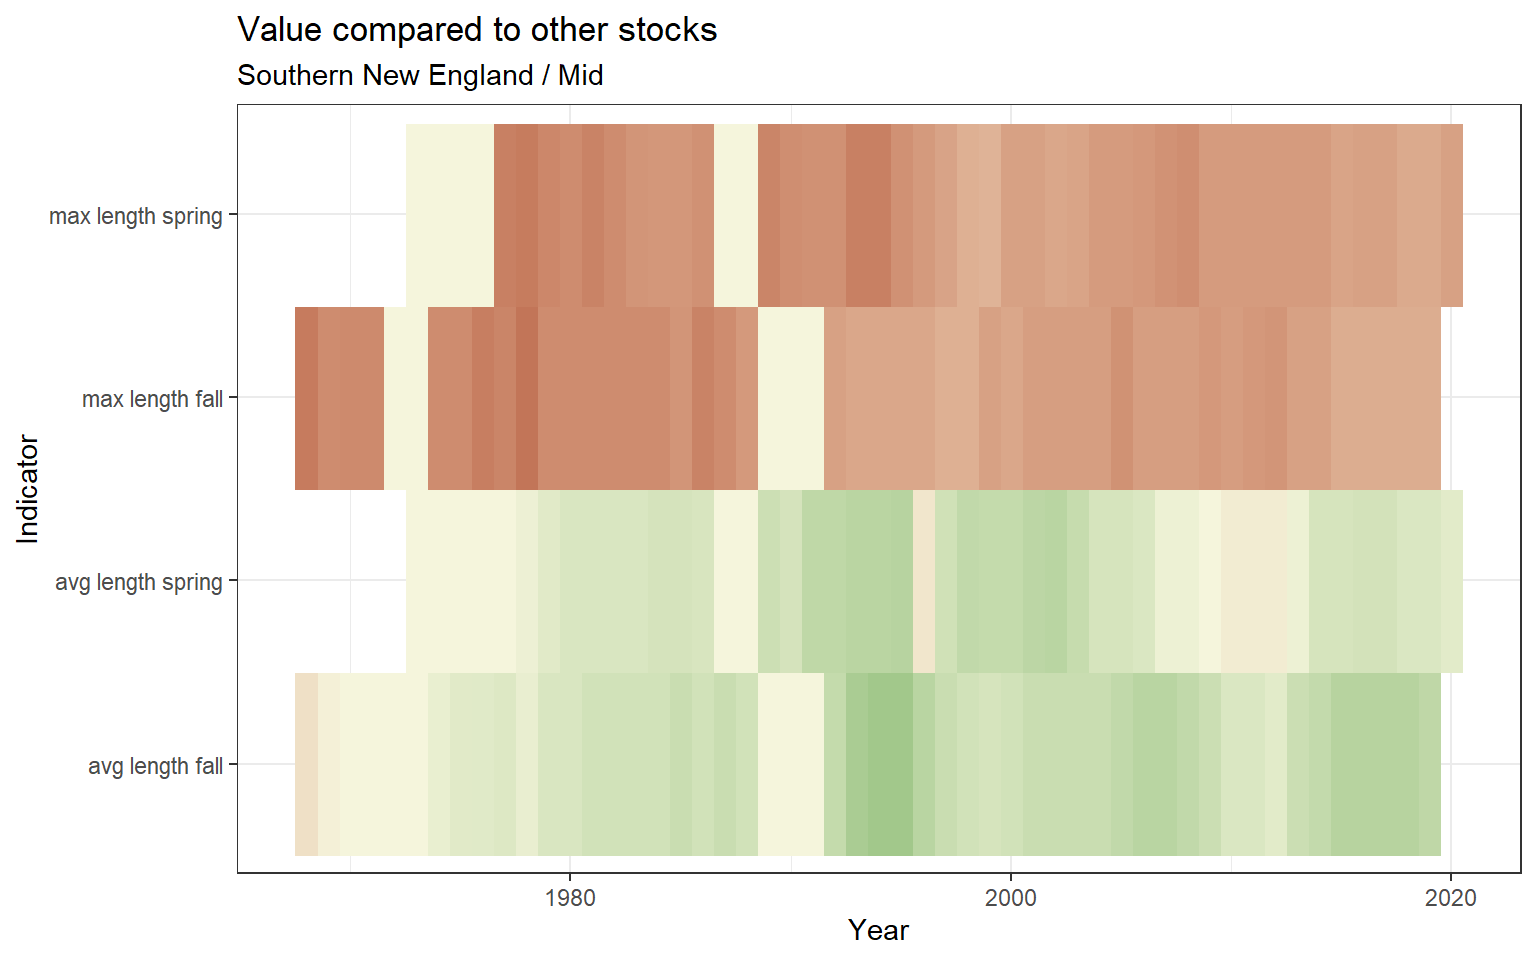 Value compared to other stocks
Southern New England / Mid
max length spring
max length fall
avg length spring
avg length fall
Indicator
1980
2000
2020
Year